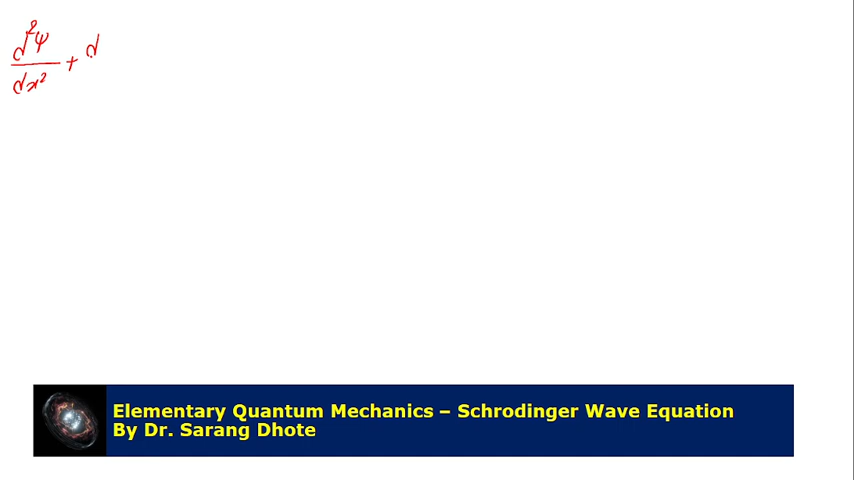 d²ψ/dx² + d
Elementary Quantum Mechanics – Schrodinger Wave Equation
By Dr. Sarang Dhote